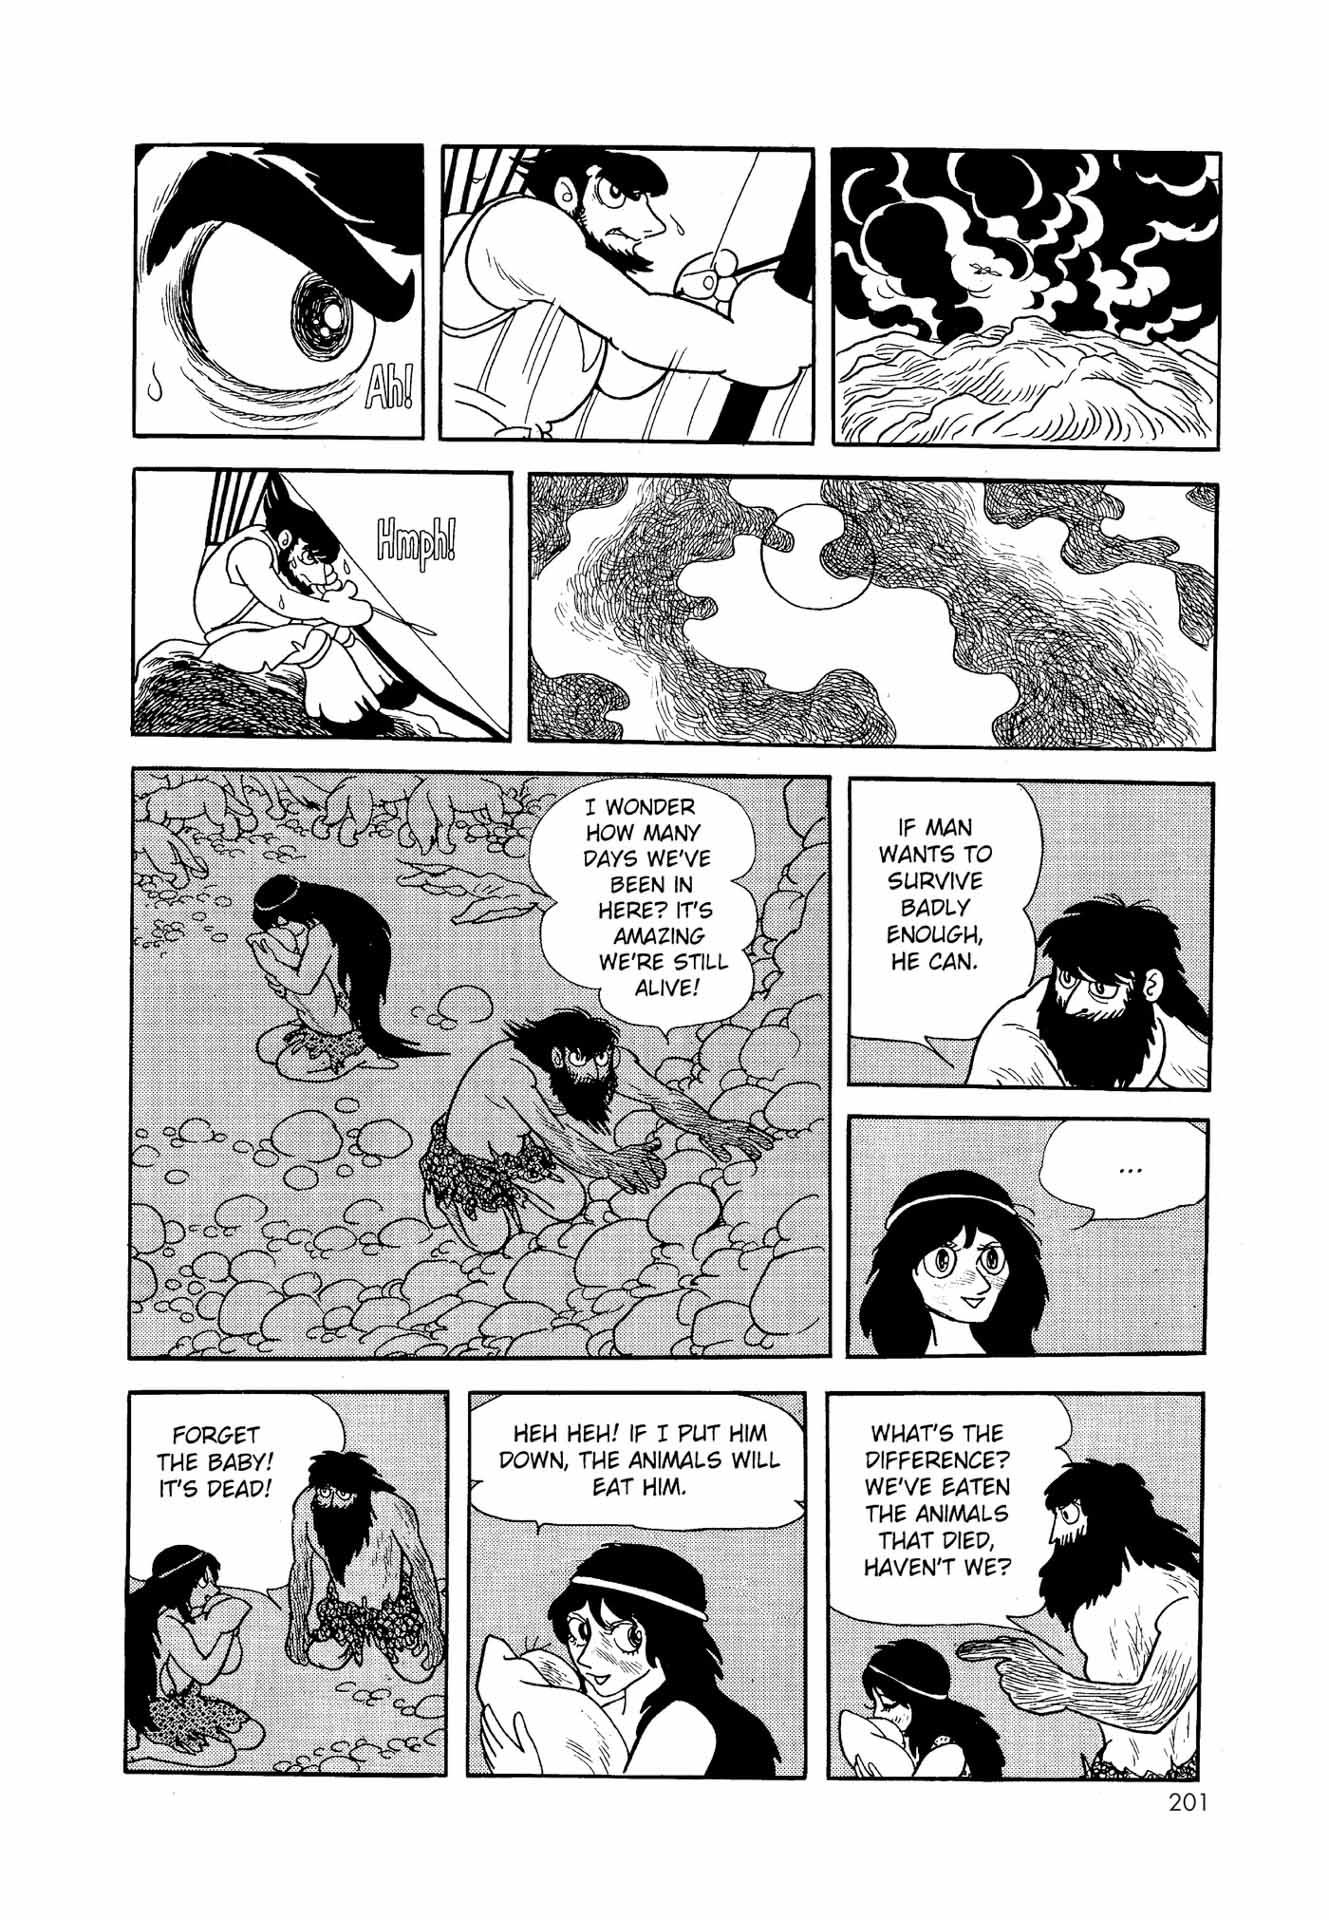 Ah!
Hmph!
I WONDER
HOW MANY
DAYS WE'VE
BEEN IN
HERE? IT'S
AMAZING
WE'RE STILL
ALIVE!
IF MAN
WANTS TO
SURVIVE
BADLY
ENOUGH,
HE CAN.
...
FORGET
THE BABY!
IT'S DEAD!
HEH HEH! IF I PUT HIM
DOWN, THE ANIMALS WILL
EAT HIM.
WHAT'S THE
DIFFERENCE?
WE'VE EATEN
THE ANIMALS
THAT DIED,
HAVEN'T WE?
201